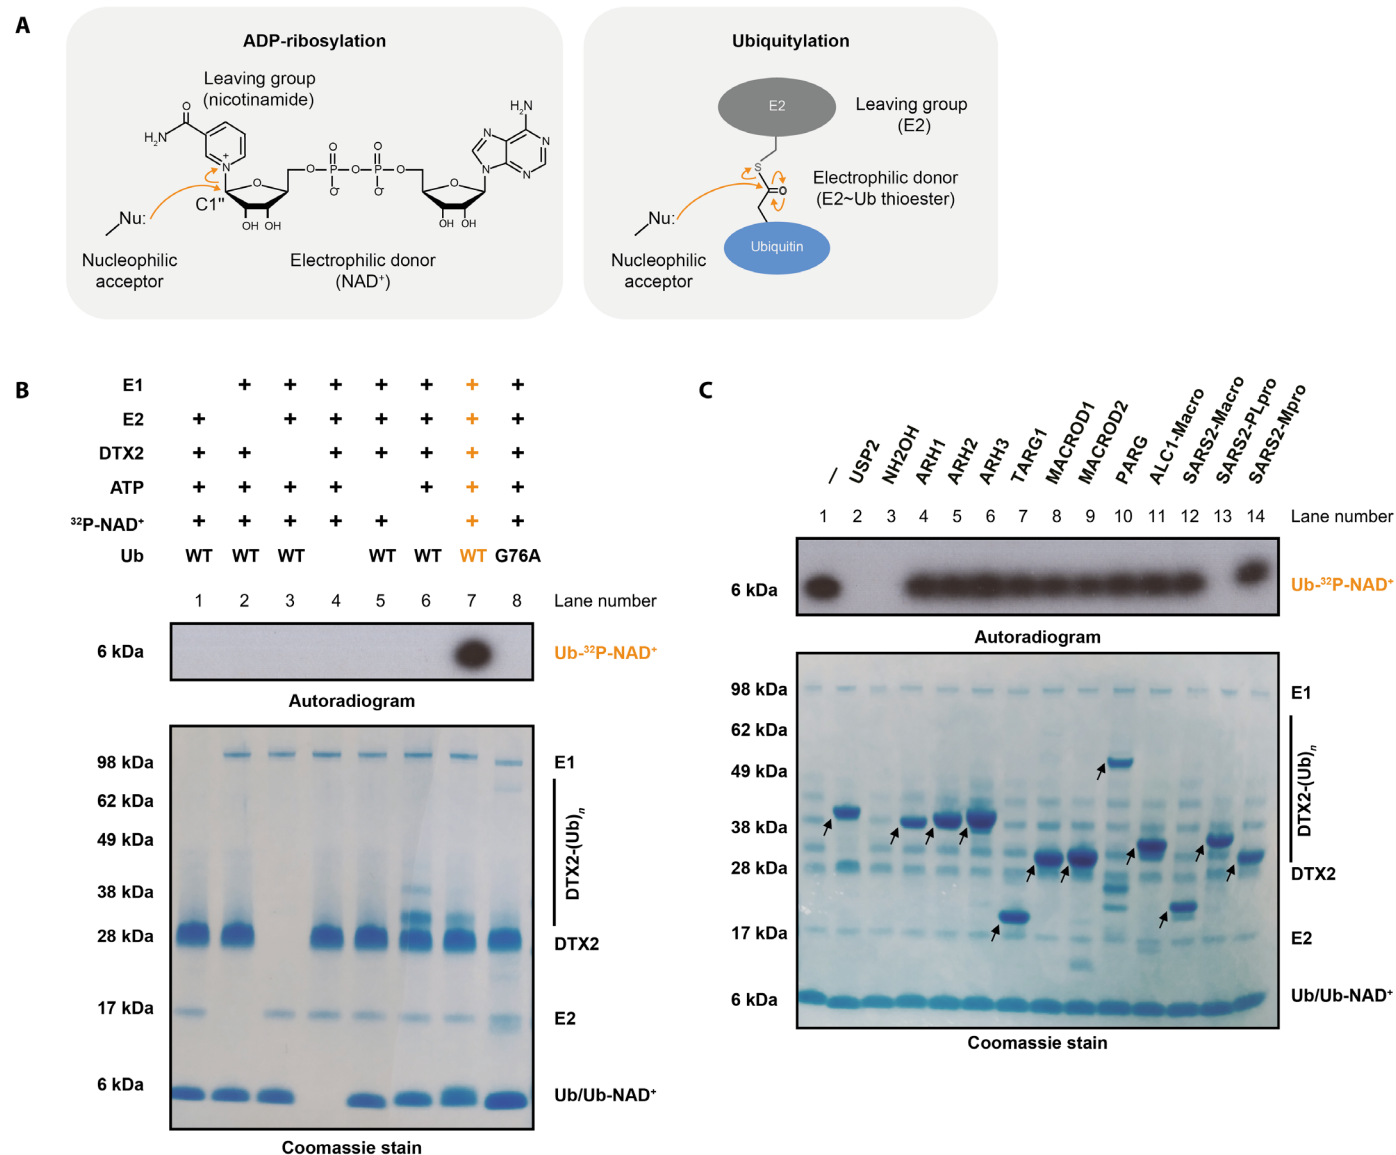 A
ADP-ribosylation
Leaving group
(nicotinamide)
O
H₂N
N
+
O
O
O
O
P
O
P
O
O⁻
O⁻
C1"
OH OH
Nu:
Nucleophilic
acceptor
Electrophilic donor
(NAD⁺)
H₂N
N
N
N
N
O
OH OH
Ubiquitylation
E2
Leaving group
(E2)
S
O
Electrophilic donor
(E2~Ub thioester)
Nu:
Ubiquitin
Nucleophilic
acceptor
B
E1 + + + + + + +
E2 + + + + + + +
DTX2 + + + + + + +
ATP + + + + + + +
³²P-NAD⁺ + + + + + + +
Ub WT WT WT WT WT WT G76A
1 2 3 4 5 6 7 8 Lane number
6 kDa
Ub-³²P-NAD⁺
Autoradiogram
98 kDa
62 kDa
49 kDa
38 kDa
28 kDa
17 kDa
6 kDa
E1
DTX2-(Ub)n
DTX2
E2
Ub/Ub-NAD⁺
Coomassie stain
C
—
USP2
NH2OH
ARH1
ARH2
ARH3
TARG1
MACROD1
MACROD2
PARG
ALC1-Macro
SARS2-Macro
SARS2-PLpro
SARS2-Mpro
1 2 3 4 5 6 7 8 9 10 11 12 13 14 Lane number
6 kDa
Ub-³²P-NAD⁺
Autoradiogram
98 kDa
62 kDa
49 kDa
38 kDa
28 kDa
17 kDa
6 kDa
E1
DTX2-(Ub)n
DTX2
E2
Ub/Ub-NAD⁺
Coomassie stain